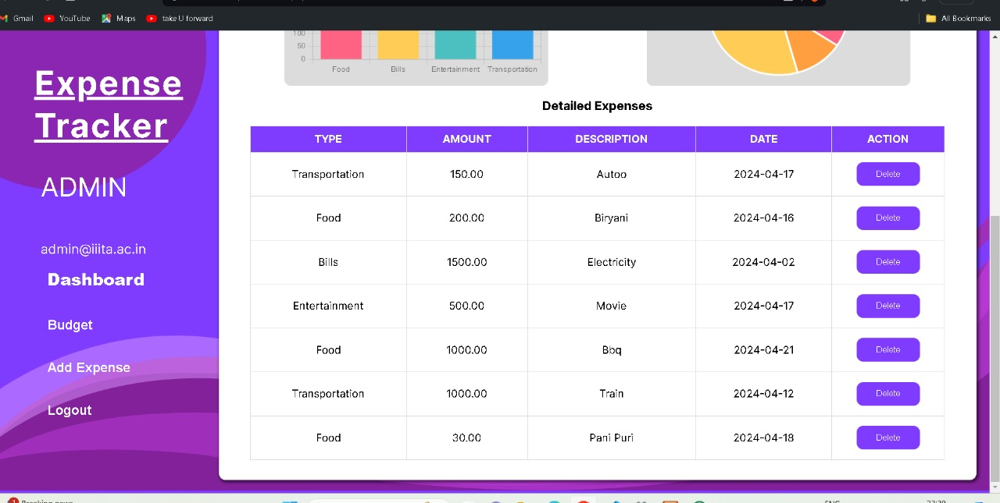 Gmail YouTube Maps take U forward All Bookmarks
Expense
Tracker
ADMIN
admin@iiita.ac.in
Dashboard
Budget
Add Expense
Logout
100
50
0
Food Bills Entertainment Transportation
Detailed Expenses
TYPE AMOUNT DESCRIPTION DATE ACTION
Transportation 150.00 Autoo 2024-04-17 Delete
Food 200.00 Biryani 2024-04-16 Delete
Bills 1500.00 Electricity 2024-04-02 Delete
Entertainment 500.00 Movie 2024-04-17 Delete
Food 1000.00 Bbq 2024-04-21 Delete
Transportation 1000.00 Train 2024-04-12 Delete
Food 30.00 Pani Puri 2024-04-18 Delete
1 Breaking news ENG